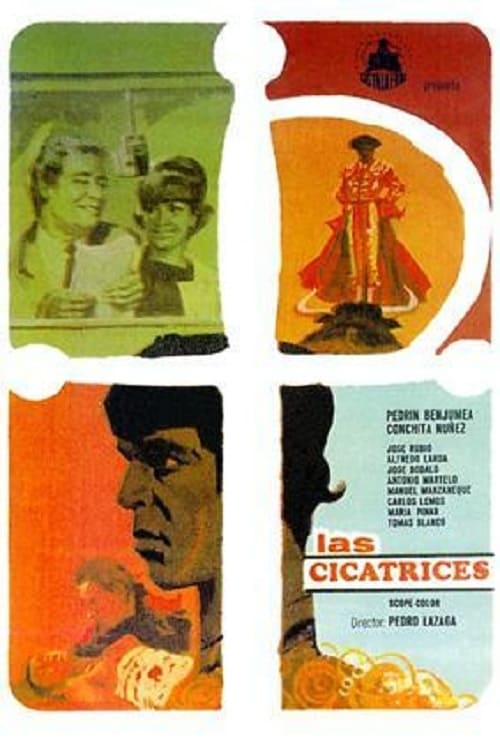 presenta
PEDRIN BENJUMEA
CONCHITA NUÑEZ
JOSE RUBIO
ALFREDO LANDA
JOSE BODALO
ANTONIO MARTELO
MANUEL MANZANEQUE
CARLOS LEMOS
MARIA PINAR
TOMAS BLANCO
las
CICATRICES
SCOPE-COLOR
Director: PEDRO LAZAGA